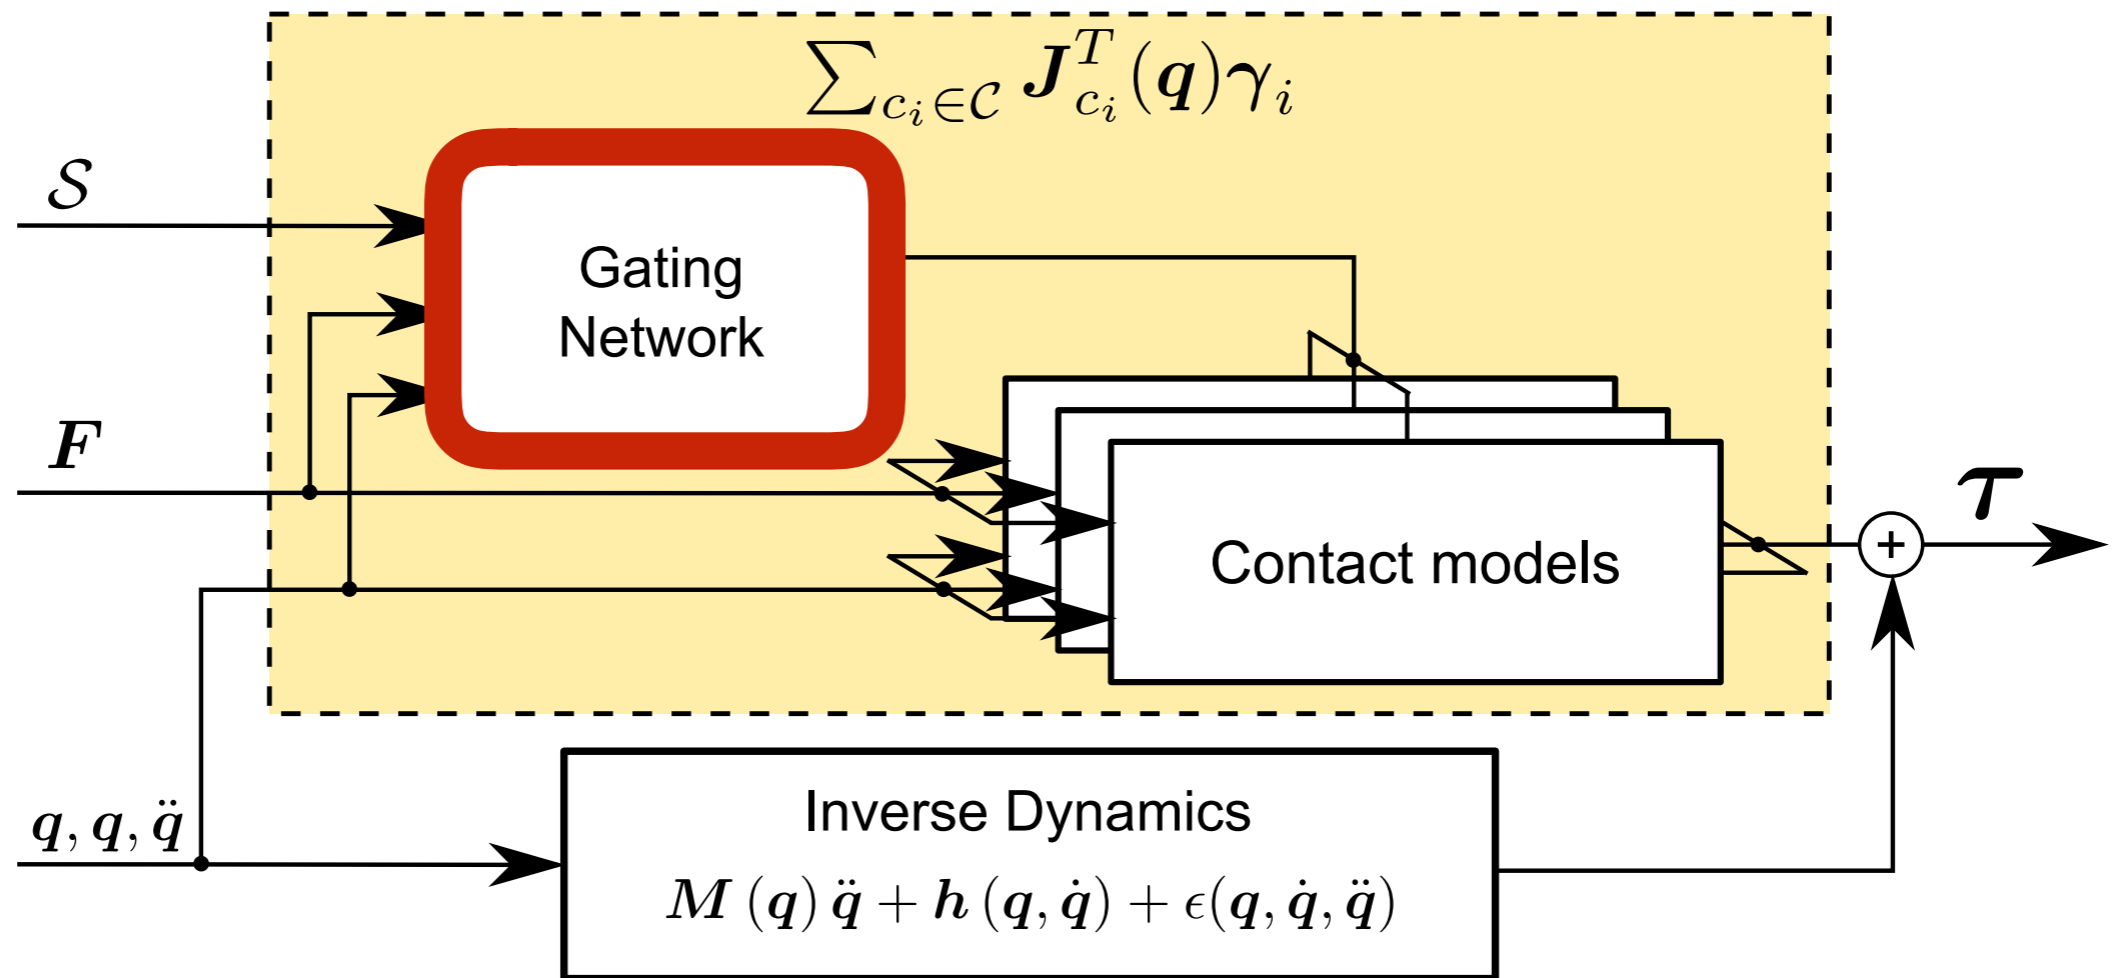 ∑_{c_i∈𝒞} J^T_{c_i}(q)γ_i
𝒮
Gating
Network
F
Contact models
τ
+
q, q, q̈
Inverse Dynamics
M (q) q̈ + h (q, q̇) + ϵ(q, q̇, q̈)